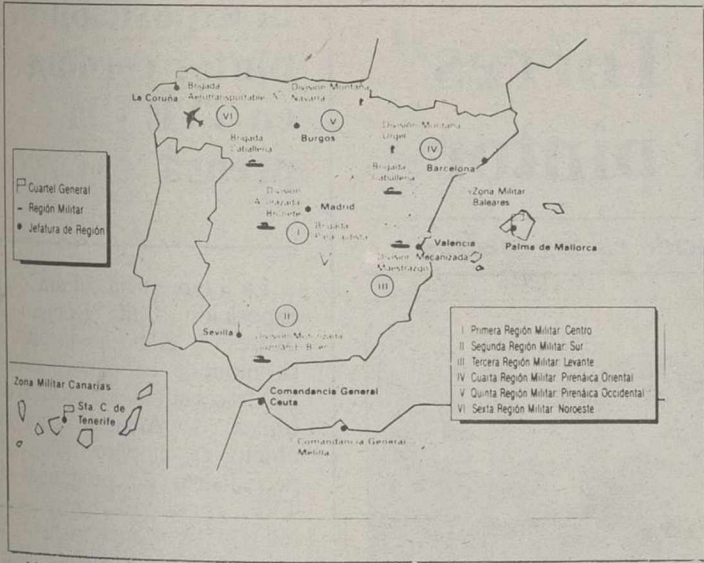 Brigada
Aerotransportable
La Coruña
VI
División Montaña
Navarra
V
Burgos
División Montaña
Urgel
IV
Barcelona
Brigada
Caballería
Brigada
Caballería
Zona Militar
Baleares
Palma de Mallorca
Cuartel General
Región Militar
Jefatura de Región
División
Acorazada
Brunete
Madrid
I
Brigada
Paracaidista
Valencia
División Mecanizada
Maestrazgo
III
II
Sevilla
División Mecanizada
I Primera Región Militar: Centro
II Segunda Región Militar: Sur
III Tercera Región Militar: Levante
IV Cuarta Región Militar: Pirenáica Oriental
V Quinta Región Militar: Pirenáica Occidental
VI Sexta Región Militar: Noroeste
Zona Militar Canarias
Sta. C. de
Tenerife
Comandancia General
Ceuta
Comandancia General
Melilla